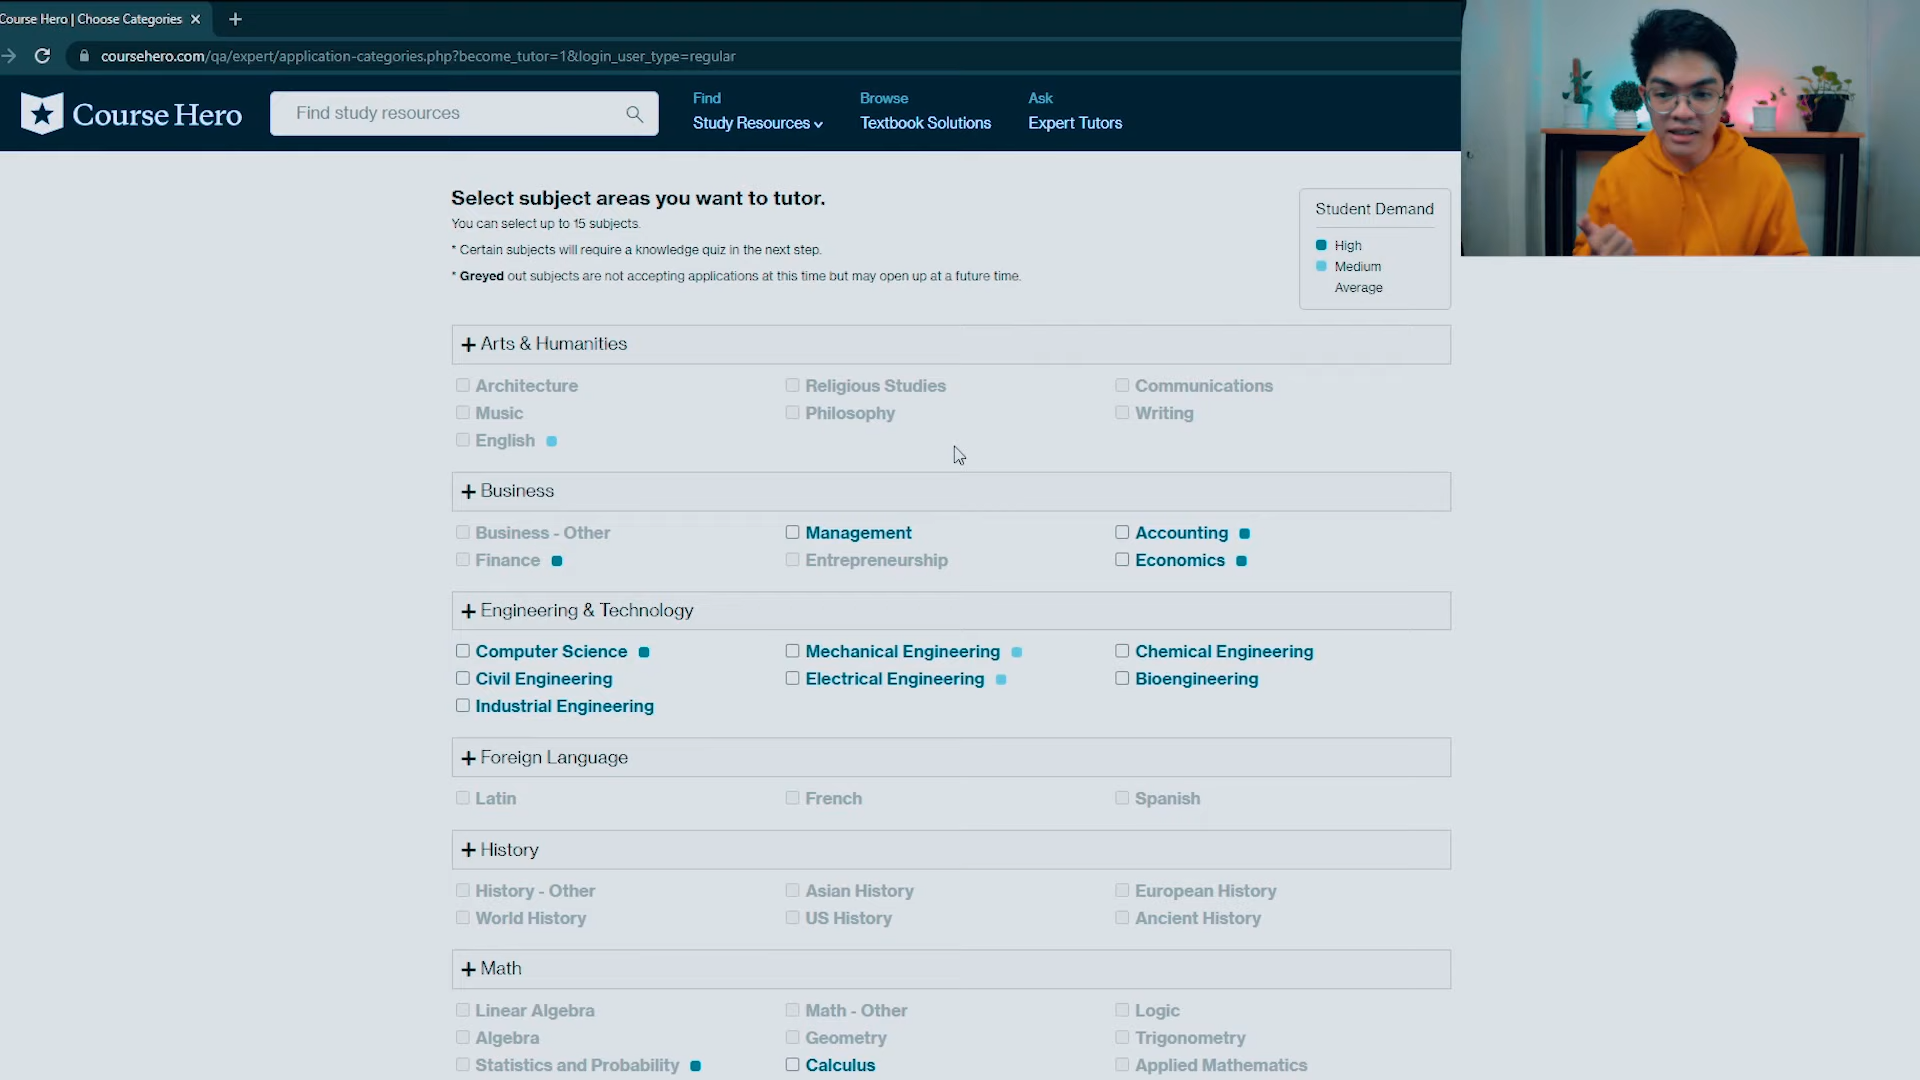 Course Hero | Choose Categories
coursehero.com/qa/expert/application-categories.php?become_tutor=1&login_user_type=regular
Course Hero
Find study resources
Find
Study Resources
Browse
Textbook Solutions
Ask
Expert Tutors
Select subject areas you want to tutor.
You can select up to 15 subjects.
* Certain subjects will require a knowledge quiz in the next step.
* Greyed out subjects are not accepting applications at this time but may open up at a future time.
Student Demand
High
Medium
Average
+ Arts & Humanities
Architecture
Religious Studies
Communications
Music
Philosophy
Writing
English
+ Business
Business - Other
Management
Accounting
Finance
Entrepreneurship
Economics
+ Engineering & Technology
Computer Science
Mechanical Engineering
Chemical Engineering
Civil Engineering
Electrical Engineering
Bioengineering
Industrial Engineering
+ Foreign Language
Latin
French
Spanish
+ History
History - Other
Asian History
European History
World History
US History
Ancient History
+ Math
Linear Algebra
Math - Other
Logic
Algebra
Geometry
Trigonometry
Statistics and Probability
Calculus
Applied Mathematics